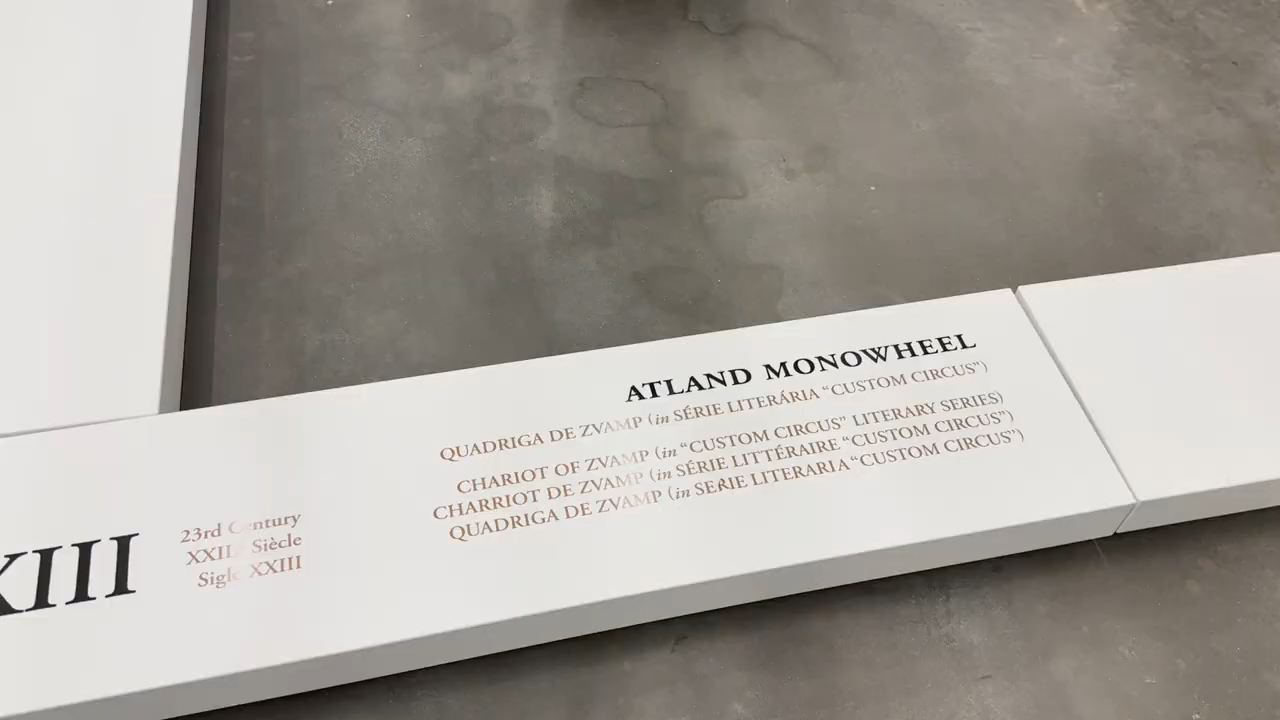 ATLAND MONOWHEEL
QUADRIGA DE ZVAMP (in SÉRIE LITERÁRIA “CUSTOM CIRCUS”)
CHARIOT OF ZVAMP (in “CUSTOM CIRCUS” LITERARY SERIES)
CHARRIOT DE ZVAMP (in SÉRIE LITTÉRAIRE “CUSTOM CIRCUS”)
QUADRIGA DE ZVAMP (in SERIE LITERARIA “CUSTOM CIRCUS”)
XIII
23rd Century
Siècle
Siglo XXIII